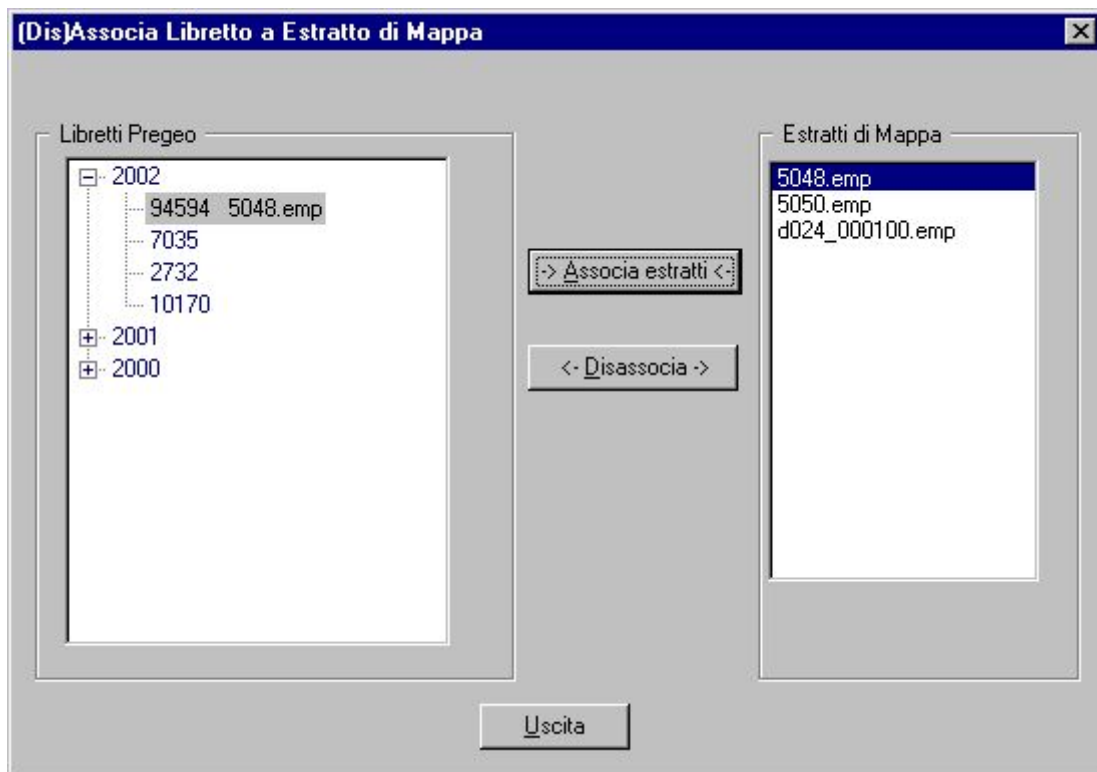 (Dis)Associa Libretto a Estratto di Mappa
Libretti Pregeo
2002
94594 5048.emp
7035
2732
10170
2001
2000
-> Associa estratti <-
<- Disassocia ->
Estratti di Mappa
5048.emp
5050.emp
d024_000100.emp
Uscita